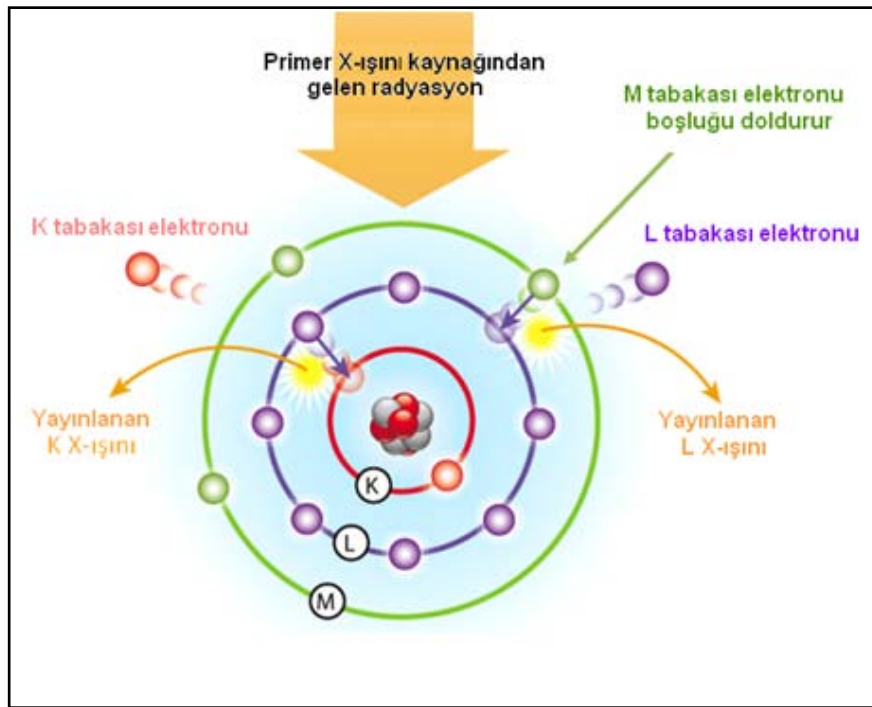 Primer X-ışını kaynağından
gelen radyasyon
M tabakası elektronu
boşluğu doldurur
K tabakası elektronu
L tabakası elektronu
Yayınlanan
K X-ışını
Yayınlanan
L X-ışını
K
L
M